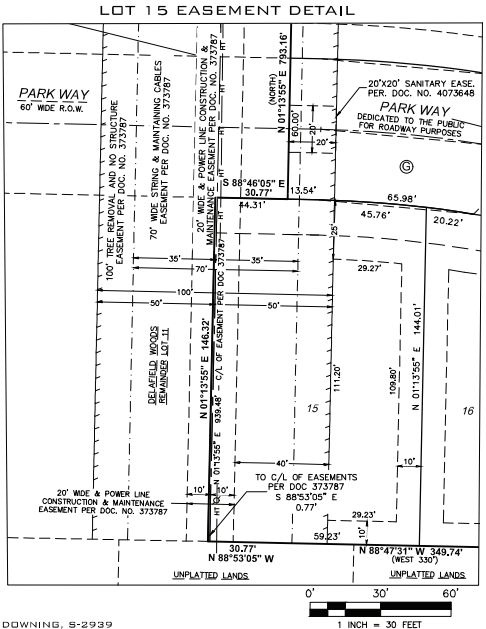 LOT 15 EASEMENT DETAIL
PARK WAY
60' WIDE R.O.W.
100' TREE REMOVAL AND NO STRUCTURE
EASEMENT PER DOC. NO. 373787
70' WIDE STRING & MAINTAINING CABLES
EASEMENT PER DOC. NO. 373787
20' WIDE & POWER LINE CONSTRUCTION &
MAINTENANCE EASEMENT PER DOC. NO. 373787
HT
HT
HT
HT
(NORTH)
N 01°13'55" E 793.16'
60.00'
20'
20'
20'X20' SANITARY EASE.
PER. DOC. NO. 4073648
PARK WAY
DEDICATED TO THE PUBLIC
FOR ROADWAY PURPOSES
G
S 88°46'05" E
30.77'
13.54'
44.31'
65.98'
45.76'
20.22'
25'
35'
35'
70'
29.27'
100'
50'
50'
DELAFIELD WOODS
REMAINDER LOT 11
N 01°13'55" E 146.32'
N 01°13'55" E 939.48' - C/L OF EASEMENT PER DOC 373787
111.20'
109.80'
N 01°13'55" E 144.01'
15
16
40'
10'
10'
10'
TO C/L OF EASEMENTS
PER DOC 373787
S 88°53'05" E
0.77'
20' WIDE & POWER LINE
CONSTRUCTION & MAINTENANCE
EASEMENT PER DOC. NO. 373787
HT
29.23'
10'
59.23'
30.77'
N 88°53'05" W
N 88°47'31" W 349.74'
(WEST 330')
UNPLATTED LANDS
UNPLATTED LANDS
0' 30' 60'
1 INCH = 30 FEET
DOWNING, S-2939